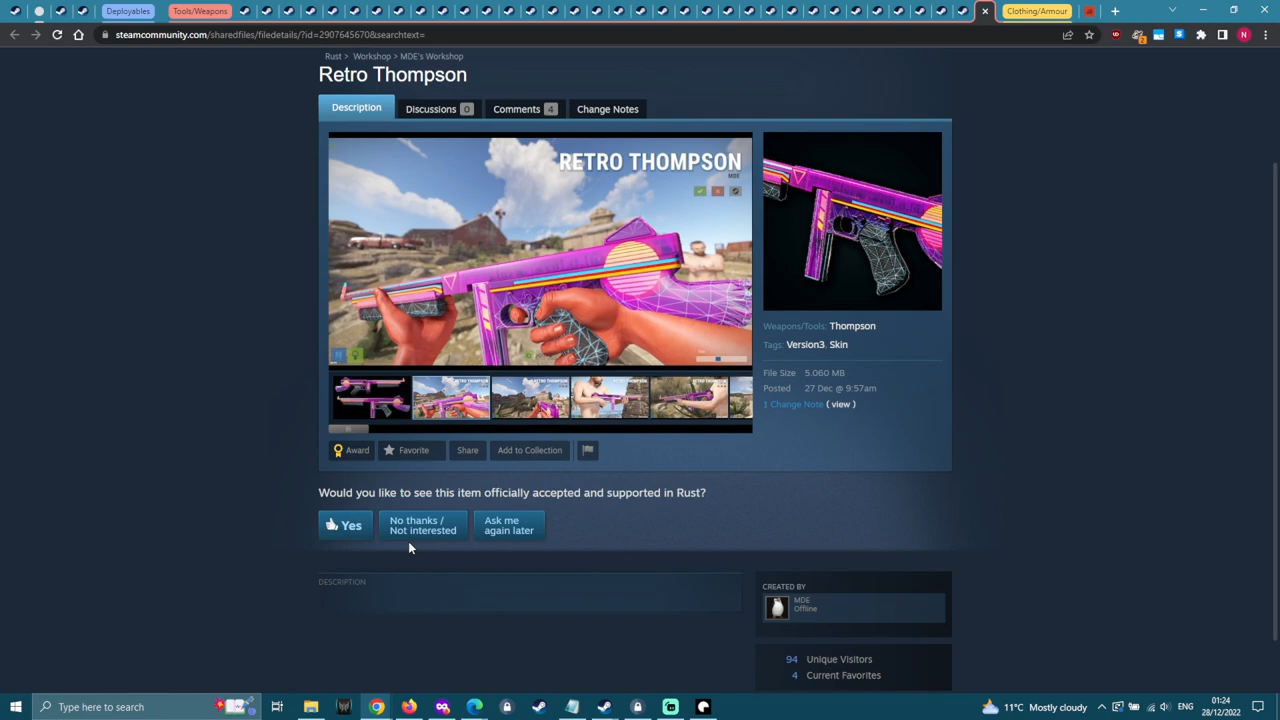 Deployables
Tools/Weapons
Clothing/Armour
steamcommunity.com/sharedfiles/filedetails/?id=2907645670&searchtext=
N
2
Rust > Workshop > MDE's Workshop
Retro Thompson
Description
Discussions 0
Comments 4
Change Notes
RETRO THOMPSON
MDE
Weapons/Tools: Thompson
Tags: Version3, Skin
File Size 5.060 MB
Posted 27 Dec @ 9:57am
1 Change Note ( view )
Award
Favorite
Share
Add to Collection
Would you like to see this item officially accepted and supported in Rust?
Yes
No thanks /
Not interested
Ask me
again later
DESCRIPTION
CREATED BY
MDE
Offline
94 Unique Visitors
4 Current Favorites
Type here to search
11°C Mostly cloudy
ENG
01:24
28/12/2022